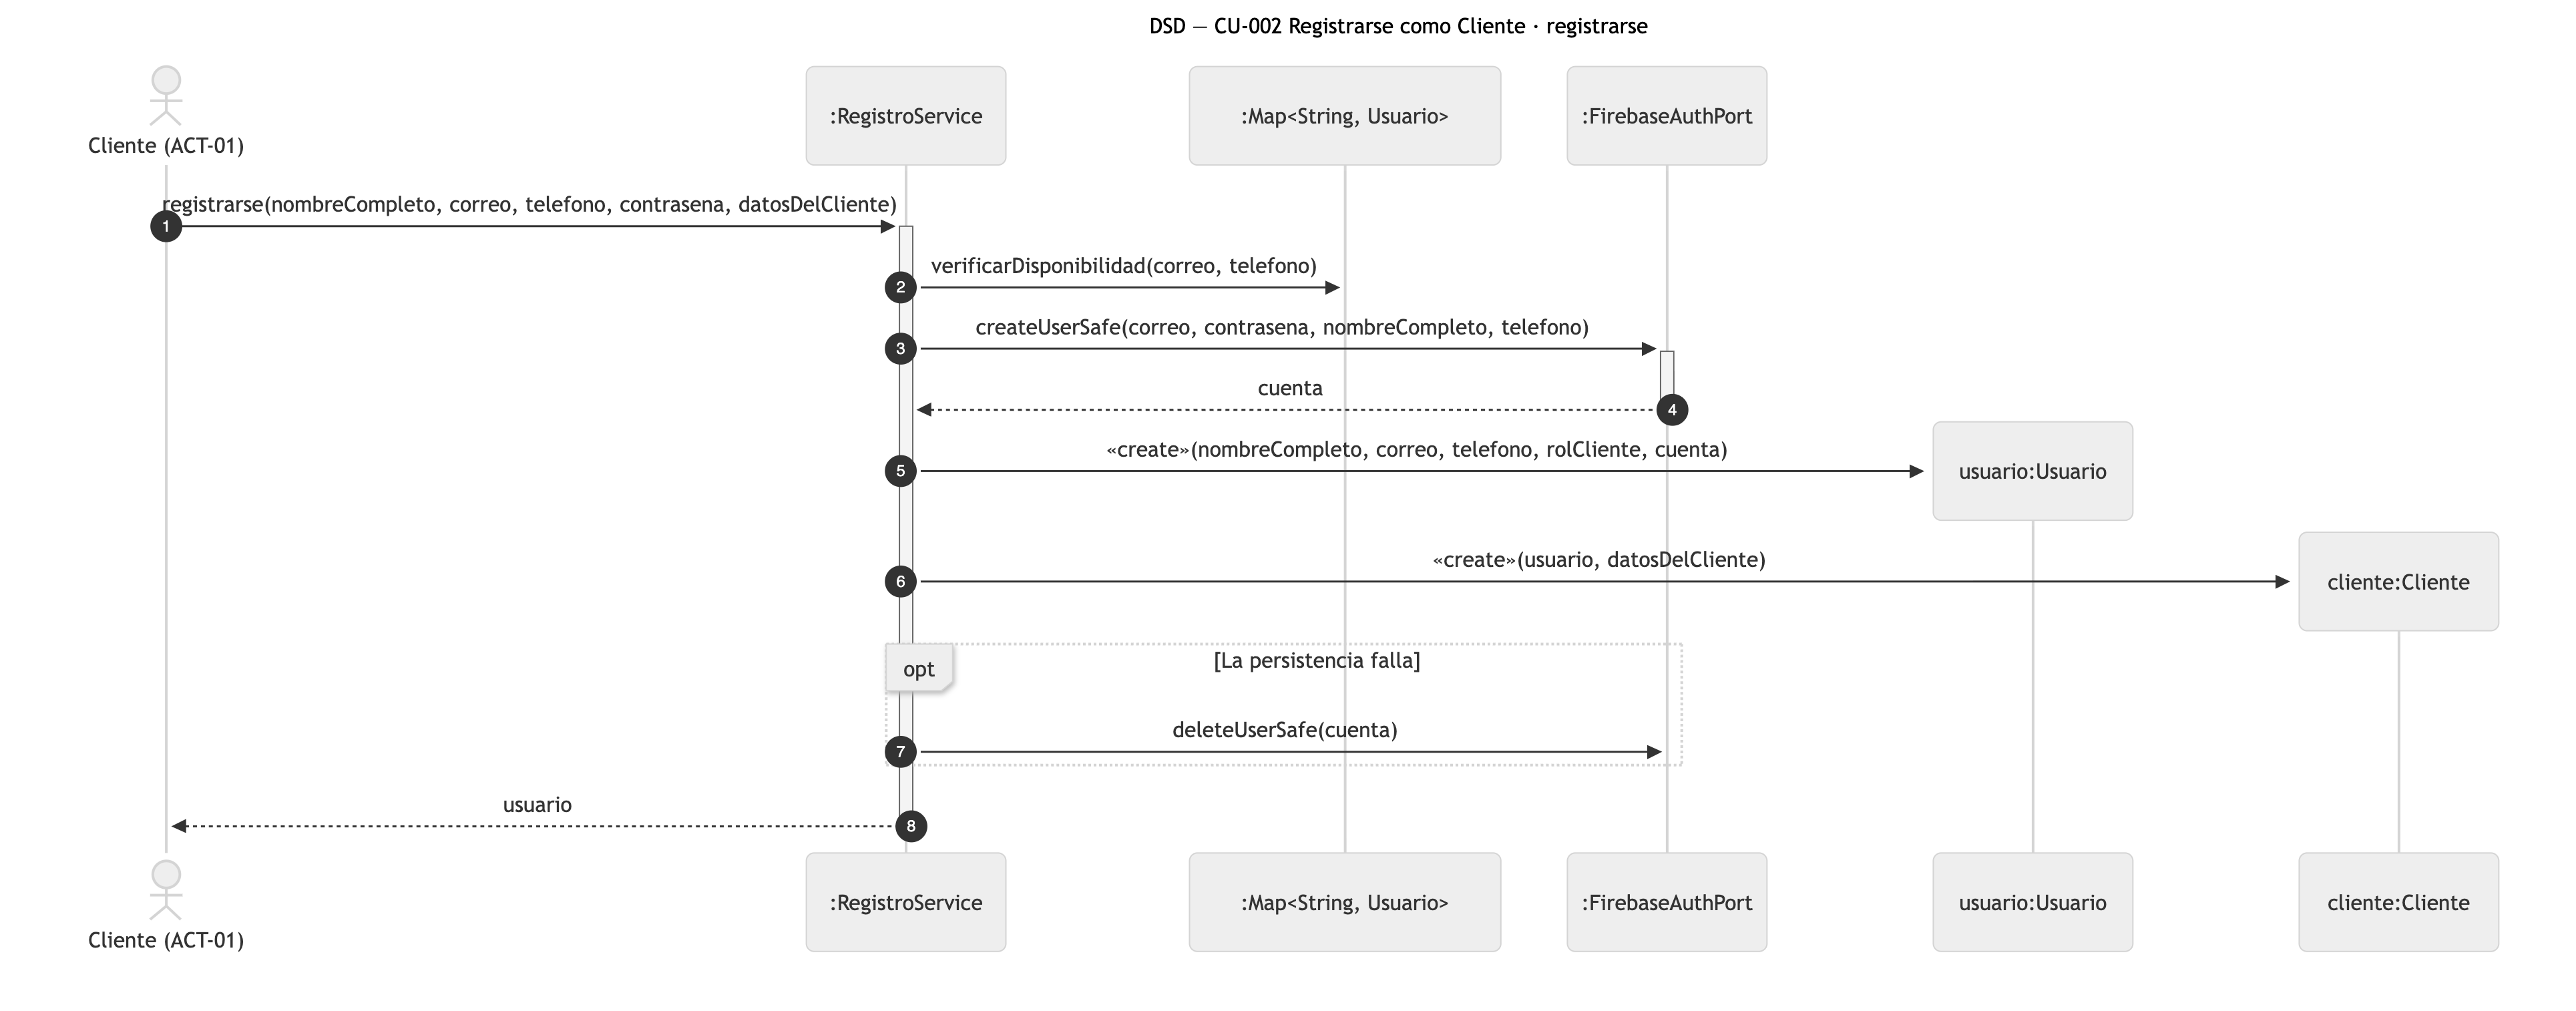 DSD — CU-002 Registrarse como Cliente · registrarse
Cliente (ACT-01)
:RegistroService
:Map<String, Usuario>
:FirebaseAuthPort
registrarse(nombreCompleto, correo, telefono, contrasena, datosDelCliente)
1
verificarDisponibilidad(correo, telefono)
2
createUserSafe(correo, contrasena, nombreCompleto, telefono)
3
cuenta
4
«create»(nombreCompleto, correo, telefono, rolCliente, cuenta)
5
usuario:Usuario
«create»(usuario, datosDelCliente)
6
cliente:Cliente
opt
[La persistencia falla]
deleteUserSafe(cuenta)
7
usuario
8
Cliente (ACT-01)
:RegistroService
:Map<String, Usuario>
:FirebaseAuthPort
usuario:Usuario
cliente:Cliente